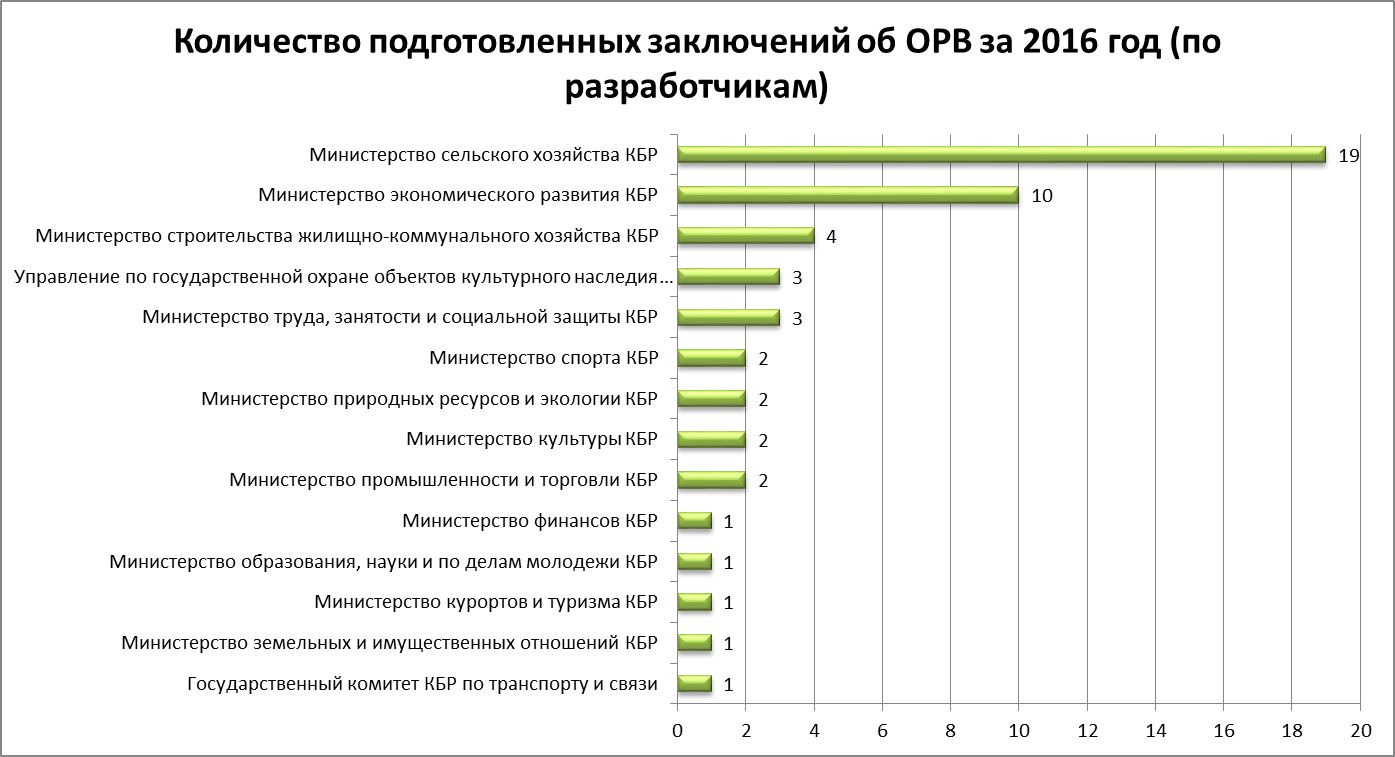 Количество подготовленных заключений об ОРВ за 2016 год (по
разработчикам)
Министерство сельского хозяйства КБР 19
Министерство экономического развития КБР 10
Министерство строительства жилищно-коммунального хозяйства КБР 4
Управление по государственной охране объектов культурного наследия... 3
Министерство труда, занятости и социальной защиты КБР 3
Министерство спорта КБР 2
Министерство природных ресурсов и экологии КБР 2
Министерство культуры КБР 2
Министерство промышленности и торговли КБР 2
Министерство финансов КБР 1
Министерство образования, науки и по делам молодежи КБР 1
Министерство курортов и туризма КБР 1
Министерство земельных и имущественных отношений КБР 1
Государственный комитет КБР по транспорту и связи 1
0 2 4 6 8 10 12 14 16 18 20